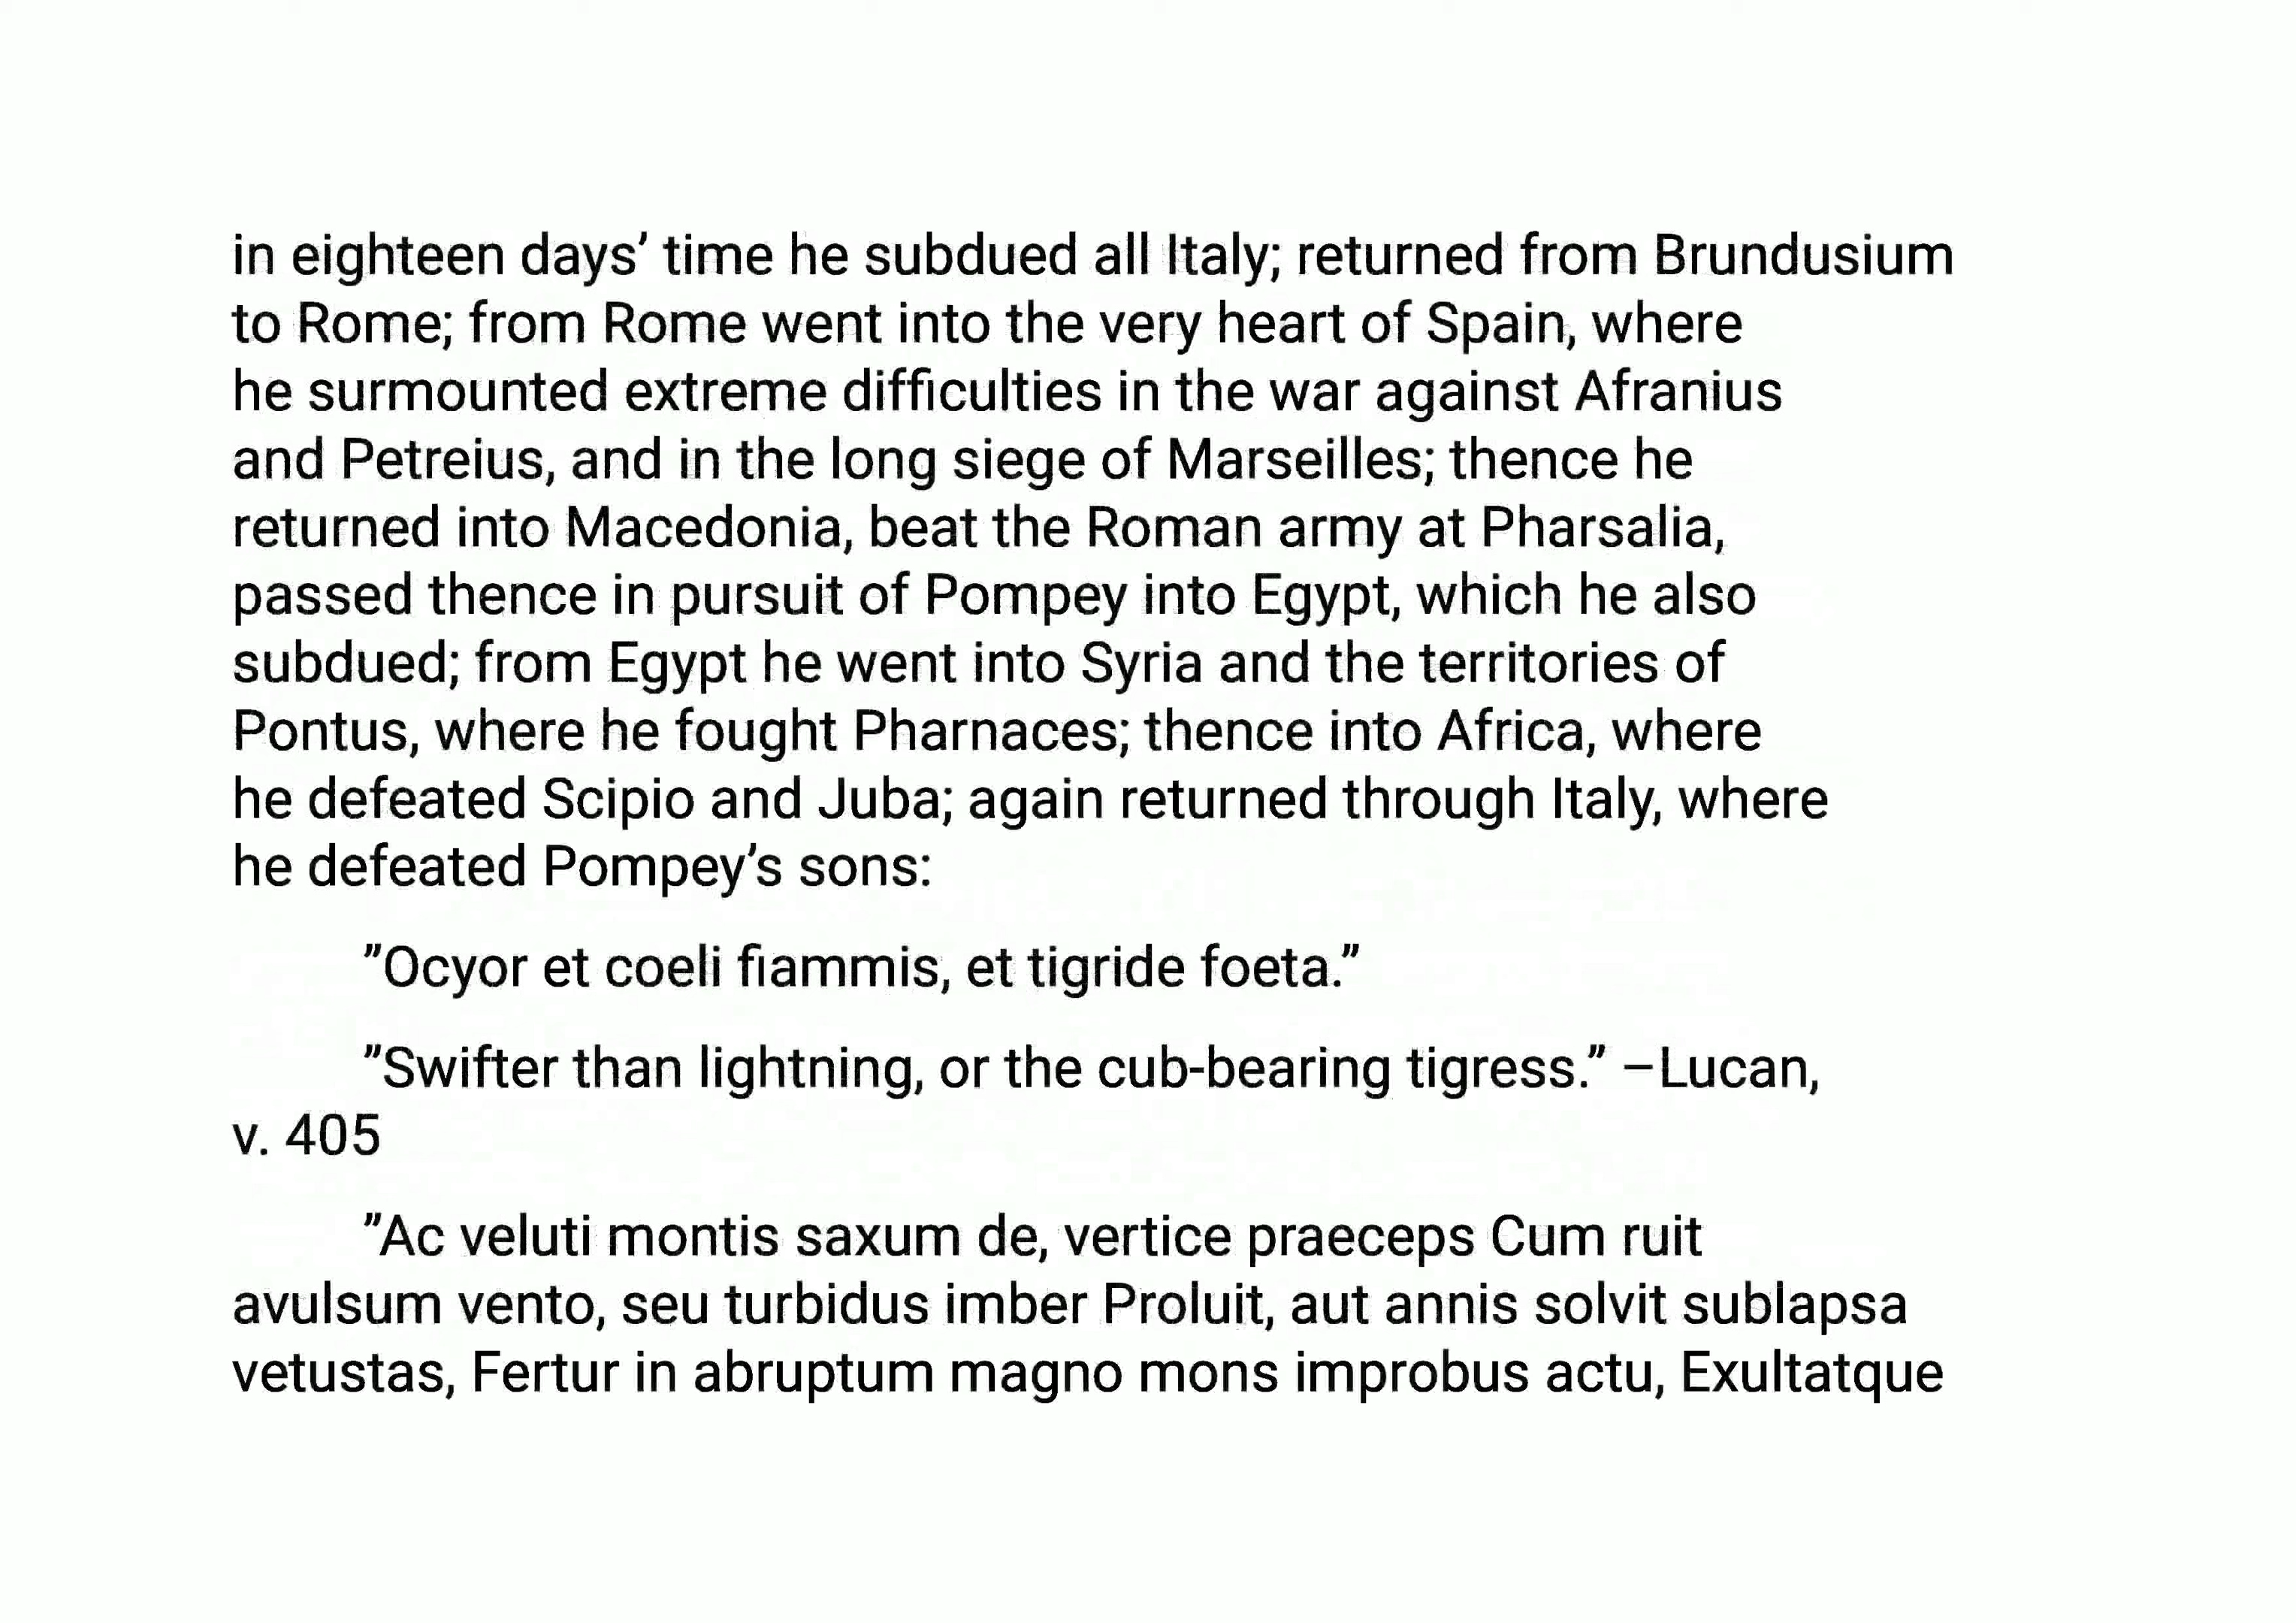 in eighteen days’ time he subdued all Italy; returned from Brundusium
to Rome; from Rome went into the very heart of Spain, where
he surmounted extreme difficulties in the war against Afranius
and Petreius, and in the long siege of Marseilles; thence he
returned into Macedonia, beat the Roman army at Pharsalia,
passed thence in pursuit of Pompey into Egypt, which he also
subdued; from Egypt he went into Syria and the territories of
Pontus, where he fought Pharnaces; thence into Africa, where
he defeated Scipio and Juba; again returned through Italy, where
he defeated Pompey’s sons:
”Ocyor et coeli fiammis, et tigride foeta.”
”Swifter than lightning, or the cub-bearing tigress.” –Lucan,
v. 405
”Ac veluti montis saxum de, vertice praeceps Cum ruit
avulsum vento, seu turbidus imber Proluit, aut annis solvit sublapsa
vetustas, Fertur in abruptum magno mons improbus actu, Exultatque